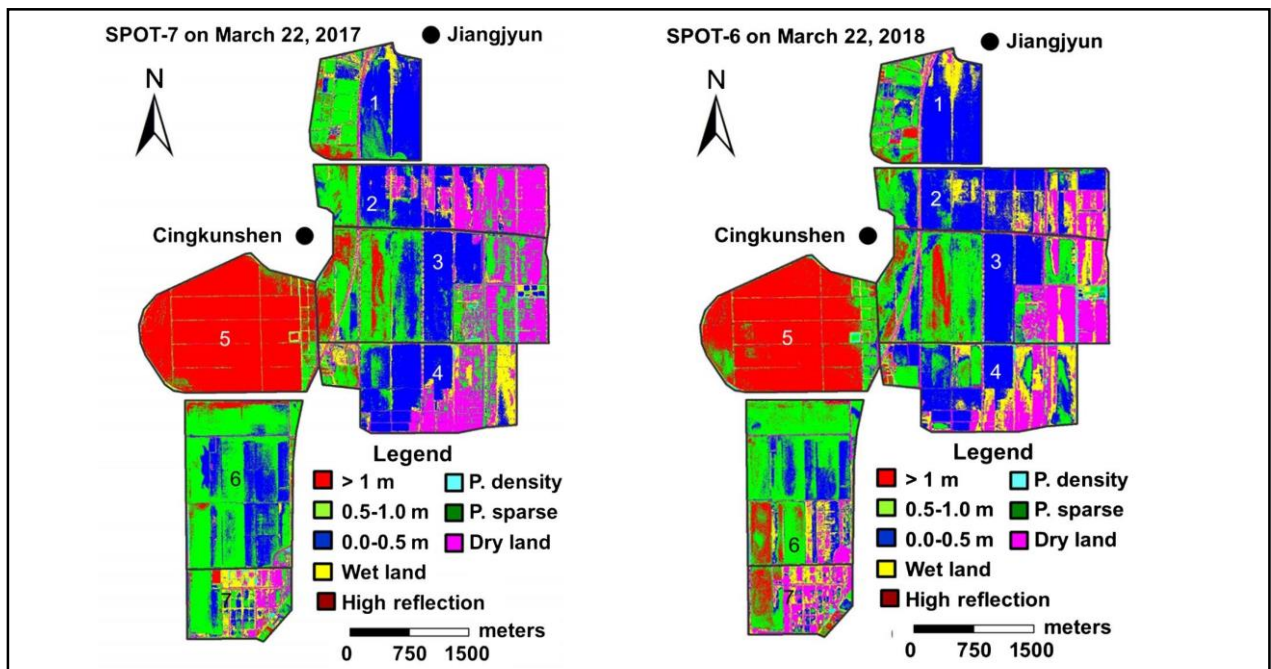 SPOT-7 on March 22, 2017
Jiangjyun
N
1
2
Cingkunshen
3
5
4
6
7
Legend
> 1 m
P. density
0.5-1.0 m
P. sparse
0.0-0.5 m
Dry land
Wet land
High reflection
meters
0 750 1500
SPOT-6 on March 22, 2018
Jiangjyun
N
1
2
Cingkunshen
3
5
4
6
7
Legend
> 1 m
P. density
0.5-1.0 m
P. sparse
0.0-0.5 m
Dry land
Wet land
High reflection
meters
0 750 1500